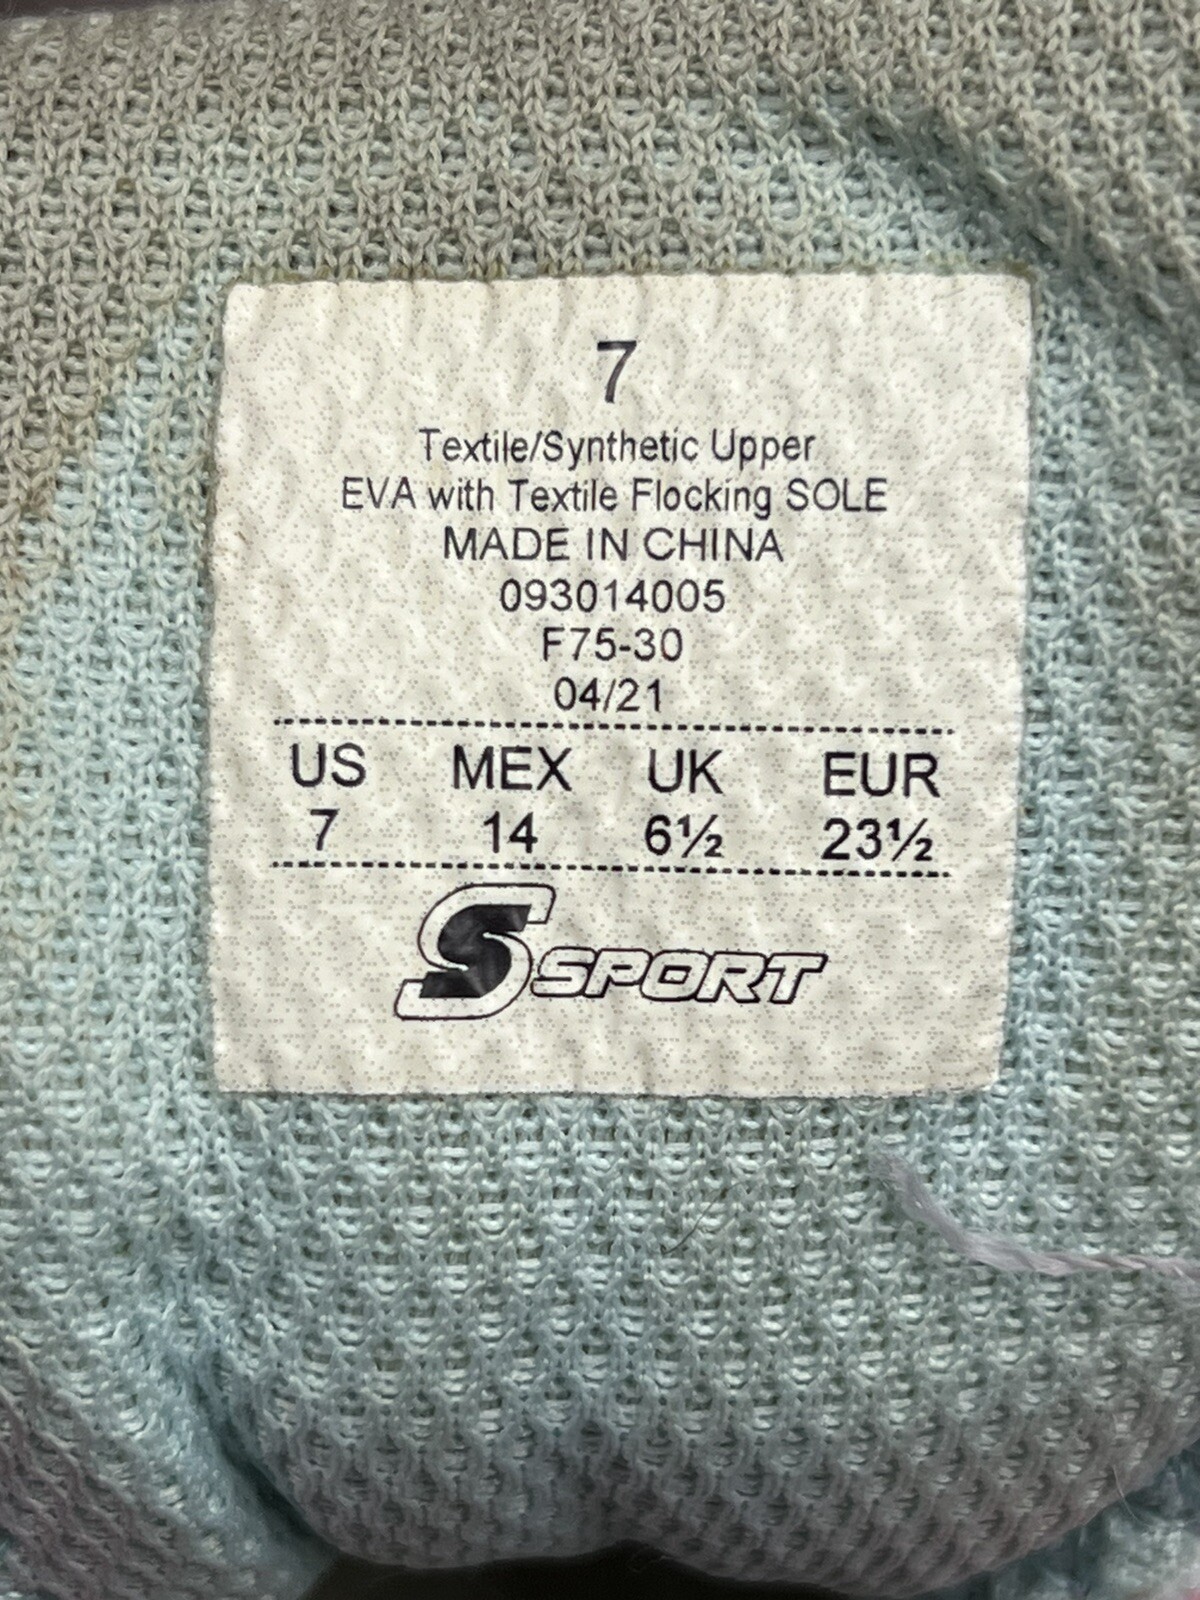 7
Textile/Synthetic Upper
EVA with Textile Flocking SOLE
MADE IN CHINA
093014005
F75-30
04/21
US MEX UK EUR
7 14 6½ 23½
S SPORT